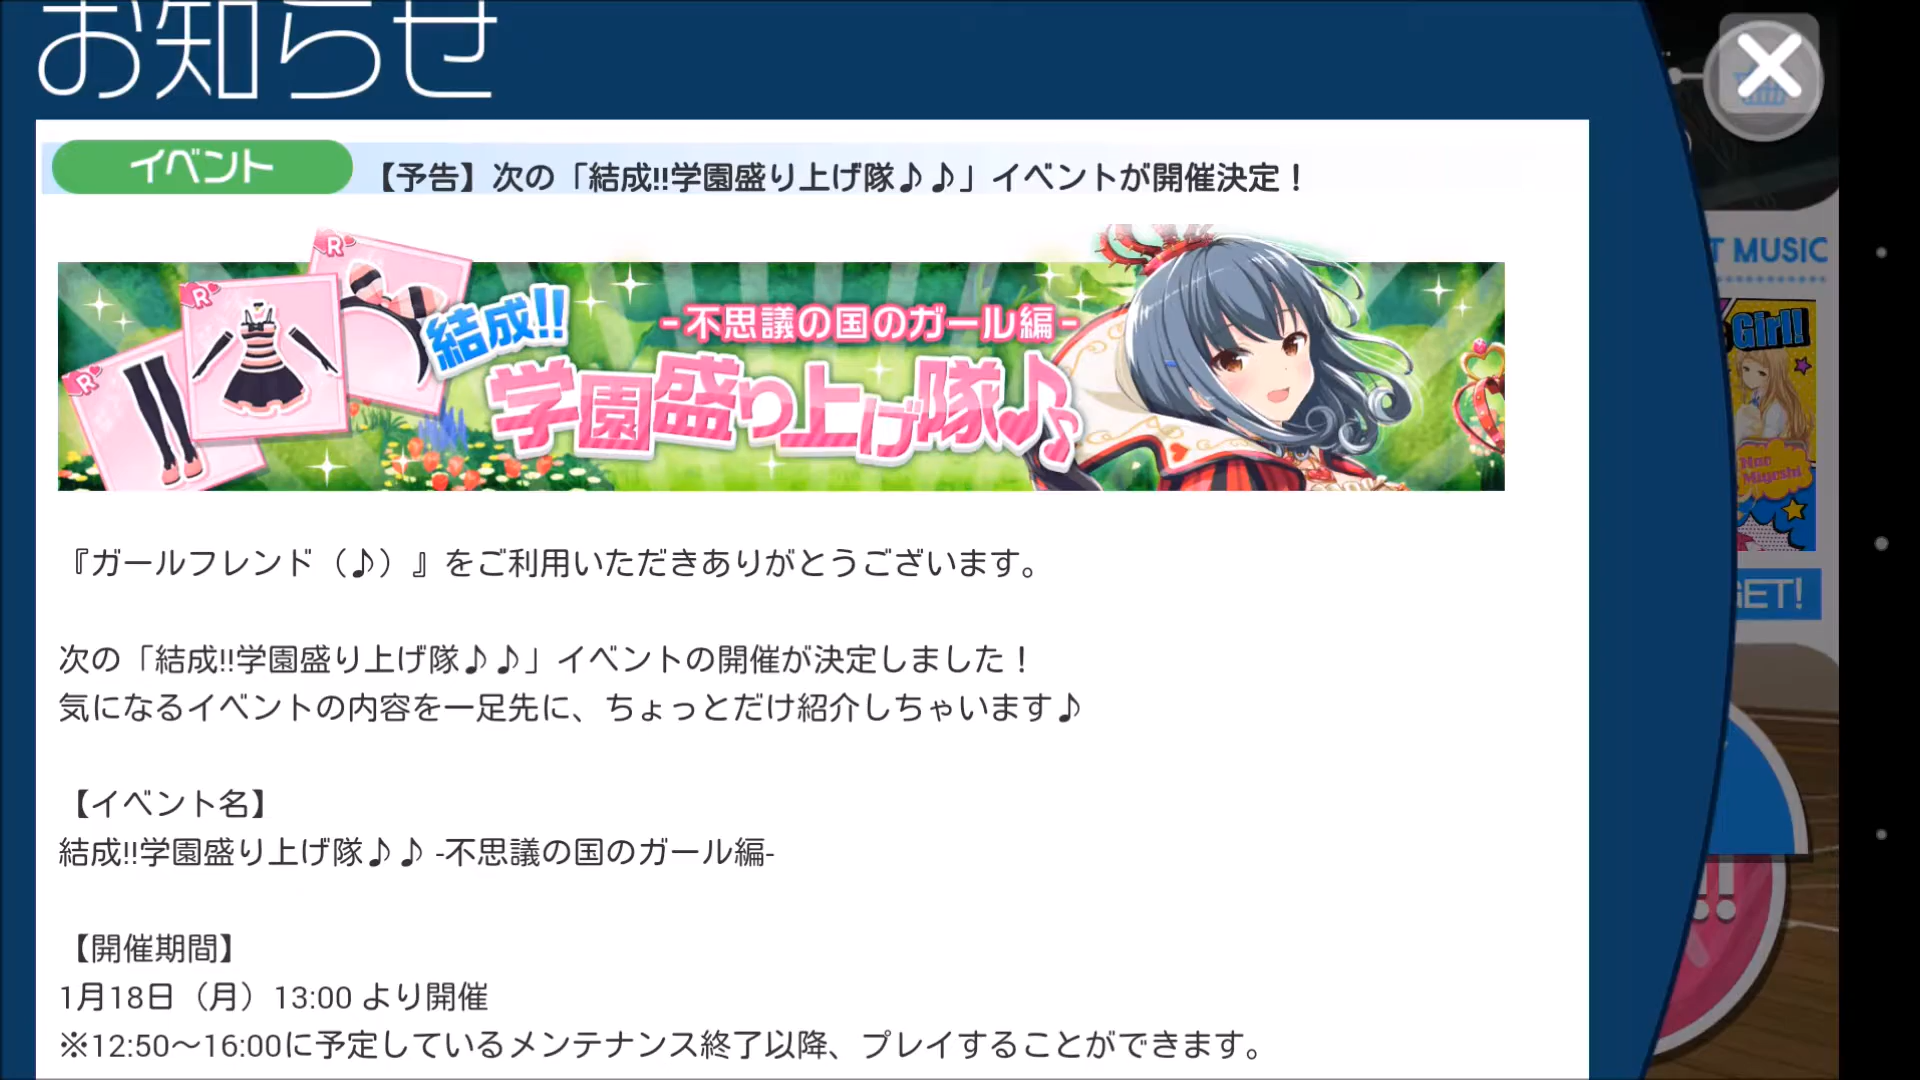 お知らせ
イベント
【予告】次の「結成!!学園盛り上げ隊♪♪」イベントが開催決定！
R
R
R
結成!!
-不思議の国のガール編-
学園盛り上げ隊♪♪
『ガールフレンド（♪）』をご利用いただきありがとうございます。
次の「結成!!学園盛り上げ隊♪♪」イベントの開催が決定しました！
気になるイベントの内容を一足先に、ちょっとだけ紹介しちゃいます♪
【イベント名】
結成!!学園盛り上げ隊♪♪ -不思議の国のガール編-
【開催期間】
1月18日（月）13:00 より開催
※12:50～16:00に予定しているメンテナンス終了以降、プレイすることができます。
T MUSIC
Girl!
Nao
Miyoshi
GET!
!!